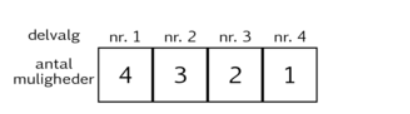 delvalg nr. 1 nr. 2 nr. 3 nr. 4
antal
muligheder 4 3 2 1